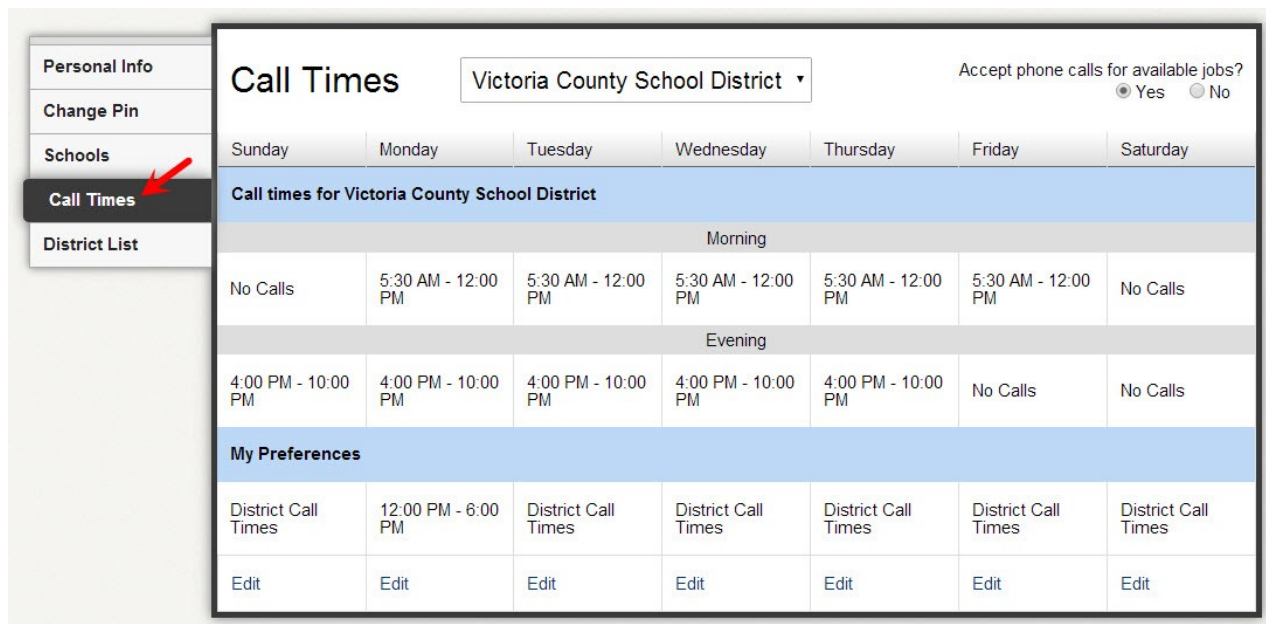 Personal Info
Change Pin
Schools
Call Times
District List
Call Times
Victoria County School District
Accept phone calls for available jobs?
Yes No
Sunday Monday Tuesday Wednesday Thursday Friday Saturday
Call times for Victoria County School District
Morning
No Calls 5:30 AM - 12:00 PM 5:30 AM - 12:00 PM 5:30 AM - 12:00 PM 5:30 AM - 12:00 PM 5:30 AM - 12:00 PM No Calls
Evening
4:00 PM - 10:00 PM 4:00 PM - 10:00 PM 4:00 PM - 10:00 PM 4:00 PM - 10:00 PM 4:00 PM - 10:00 PM No Calls No Calls
My Preferences
District Call Times 12:00 PM - 6:00 PM District Call Times District Call Times District Call Times District Call Times District Call Times
Edit Edit Edit Edit Edit Edit Edit